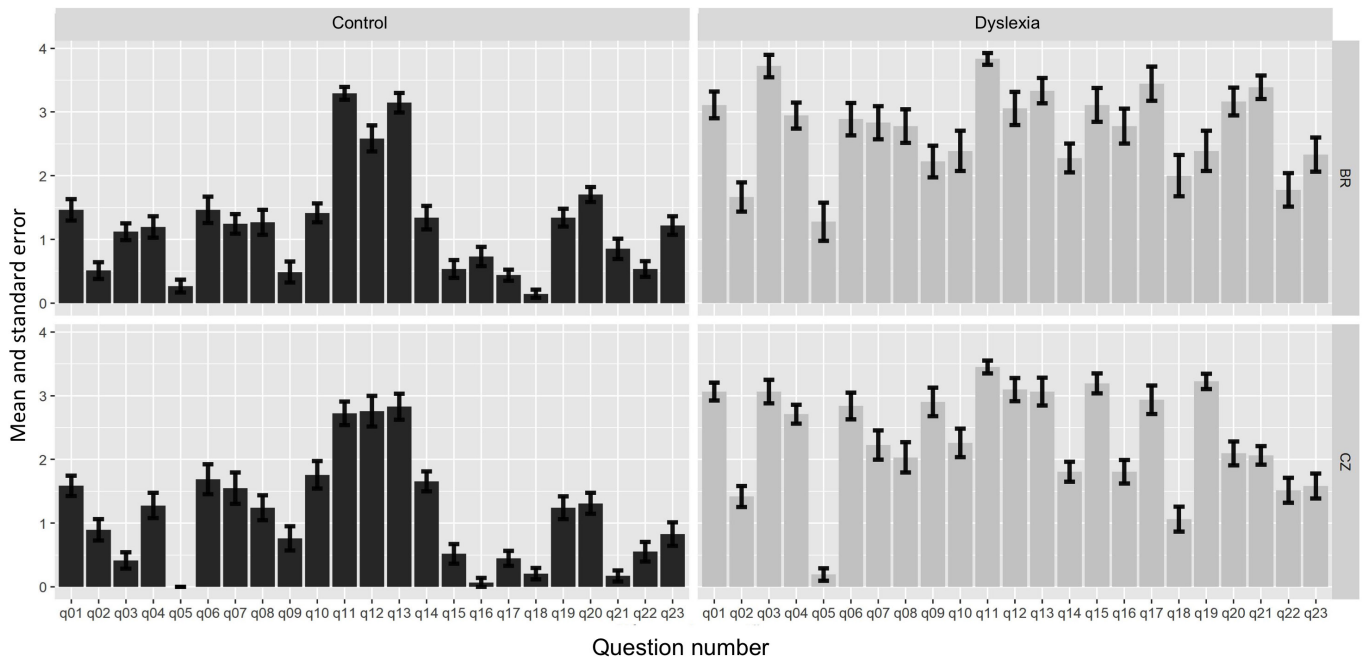 Control Dyslexia
4
3
2
1
0
BR
4
3
2
1
0
CZ
Mean and standard error
q01 q02 q03 q04 q05 q06 q07 q08 q09 q10 q11 q12 q13 q14 q15 q16 q17 q18 q19 q20 q21 q22 q23 q01 q02 q03 q04 q05 q06 q07 q08 q09 q10 q11 q12 q13 q14 q15 q16 q17 q18 q19 q20 q21 q22 q23
Question number